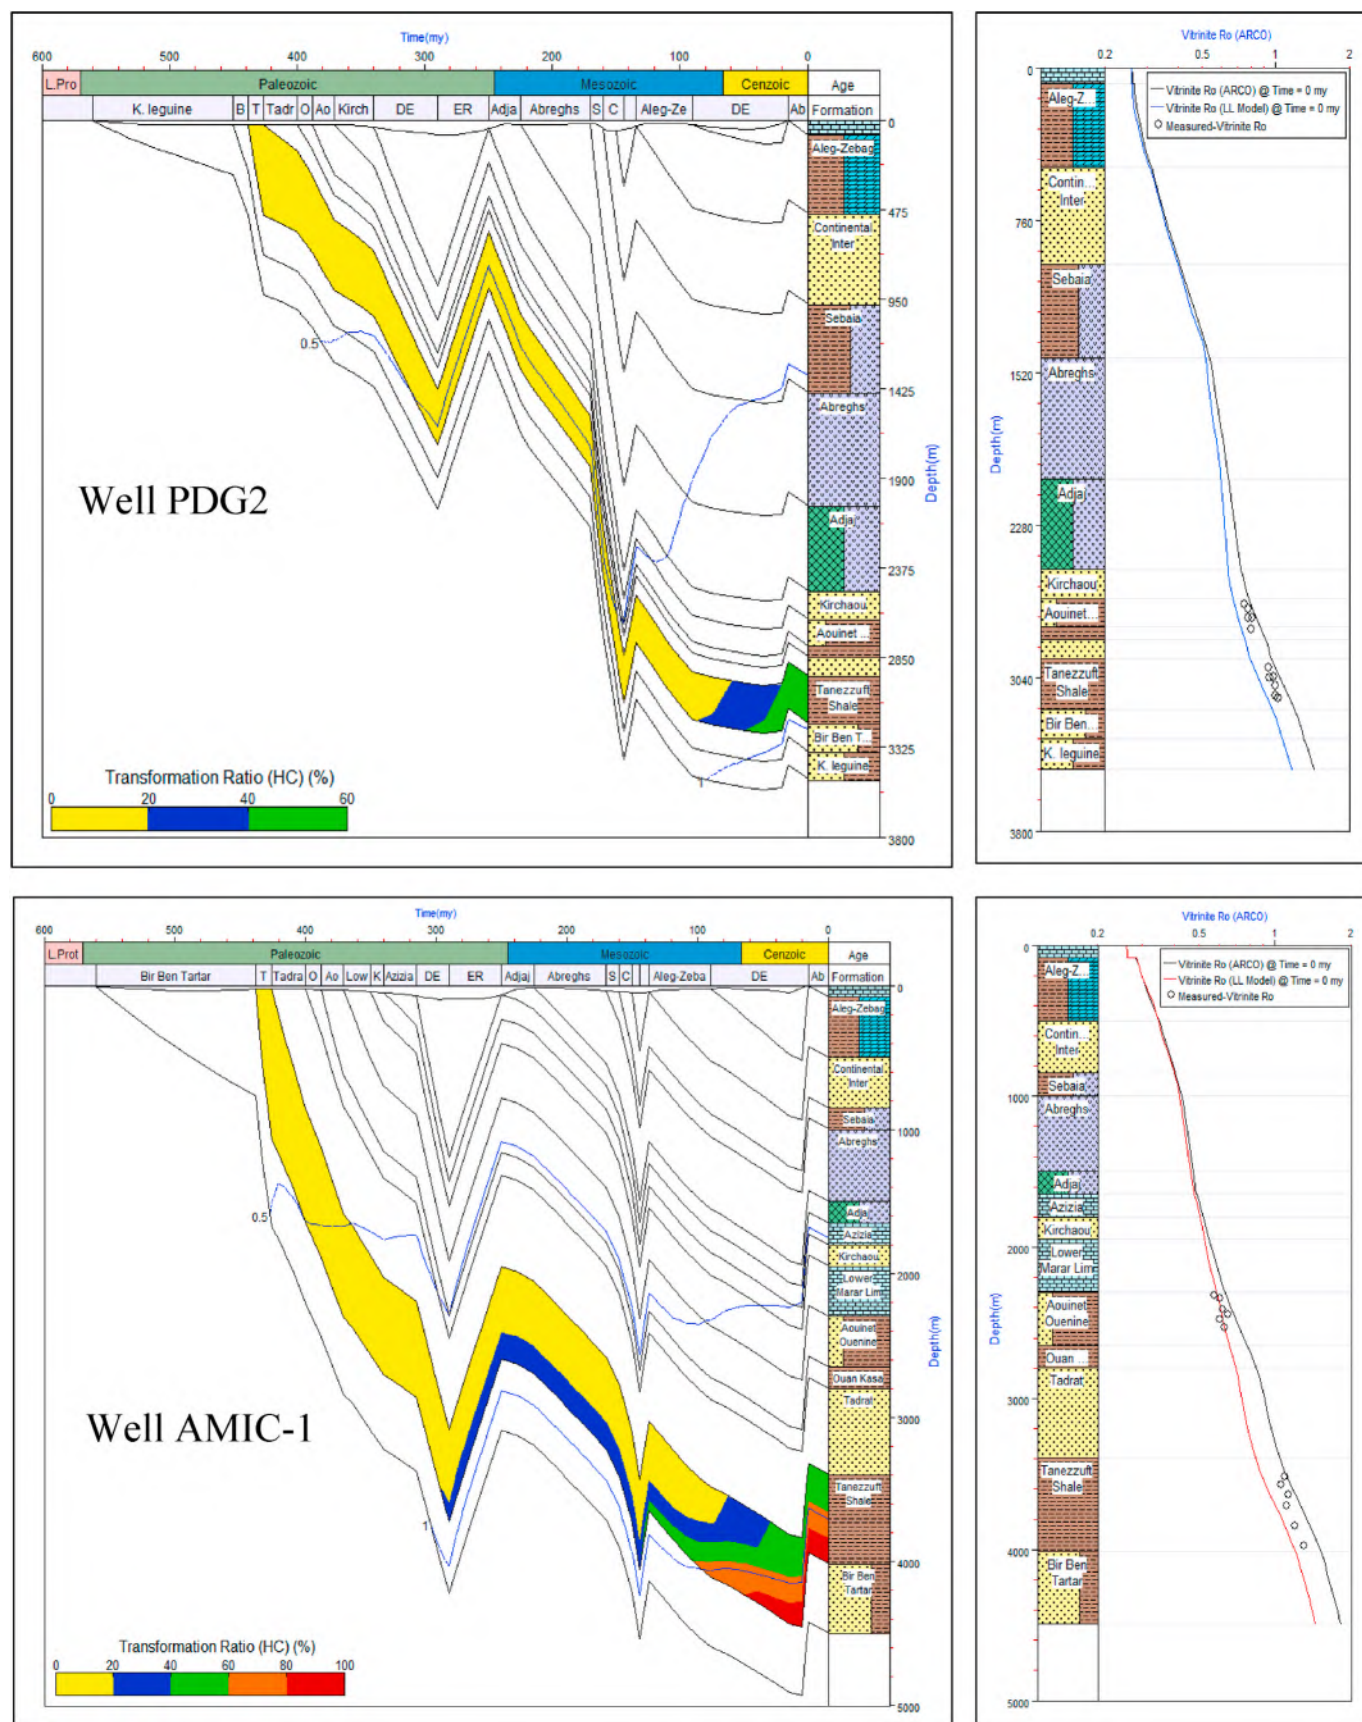 Time(my)
600 500 400 300 200 100 0
L.Pro Paleozoic Mesozoic Cenzoic Age
K. leguine B T Tadr O Ao Kirch DE ER Adja Abreghs S C Aleg-Ze DE Ab Formation
0
Aleg-Zebag
475
Continental
Inter
950
Sebaia
1425
Abreghs
1900
Adjaj
2375
Kirchaou
Aouinet ...
2850
Tanezzuft
Shale
Bir Ben T...
3325
K. leguine
3800
Depth(m)
0.5
1
Well PDG2
Transformation Ratio (HC) (%)
0 20 40 60
Vitrinite Ro (ARCO)
0.2 0.5 1 2
Vitrinite Ro (ARCO) @ Time = 0 my
Vitrinite Ro (LL Model) @ Time = 0 my
Measured-Vitrinite Ro
0
Aleg-Z...
Contin...
Inter
760
Sebaia
1520
Abreghs
Adjaj
2280
Kirchaou
Aouinet...
3040
Tanezzuft
Shale
Bir Ben...
K. leguine
3800
Depth(m)
Time(my)
600 500 400 300 200 100 0
L.Prot Paleozoic Mesozoic Cenzoic Age
Bir Ben Tartar T Tadra O Ao Low K Azizia DE ER Adjaj Abreghs S C Aleg-Zeba DE Ab Formation
0
Aleg-Zebag
Continental
Inter
Sebaia
1000
Abreghs
Adjaj
Azizia
Kirchaou
2000
Lower
Marar Lim
Aouinet
Ouenine
Ouan Kasa
Tadrat
3000
Tanezzuft
Shale
4000
Bir Ben
Tartar
5000
Depth(m)
0.5
1
Well AMIC-1
Transformation Ratio (HC) (%)
0 20 40 60 80 100
Vitrinite Ro (ARCO)
0.2 0.5 1 2
Vitrinite Ro (ARCO) @ Time = 0 my
Vitrinite Ro (LL Model) @ Time = 0 my
Measured-Vitrinite Ro
0
Aleg-Z...
Contin...
Inter
Sebaia
1000
Abreghs
Adjaj
Azizia
Kirchaou
2000
Lower
Marar Lim
Aouinet
Ouenine
Ouan ...
Tadrat
3000
Tanezzuft
Shale
4000
Bir Ben
Tartar
5000
Depth(m)